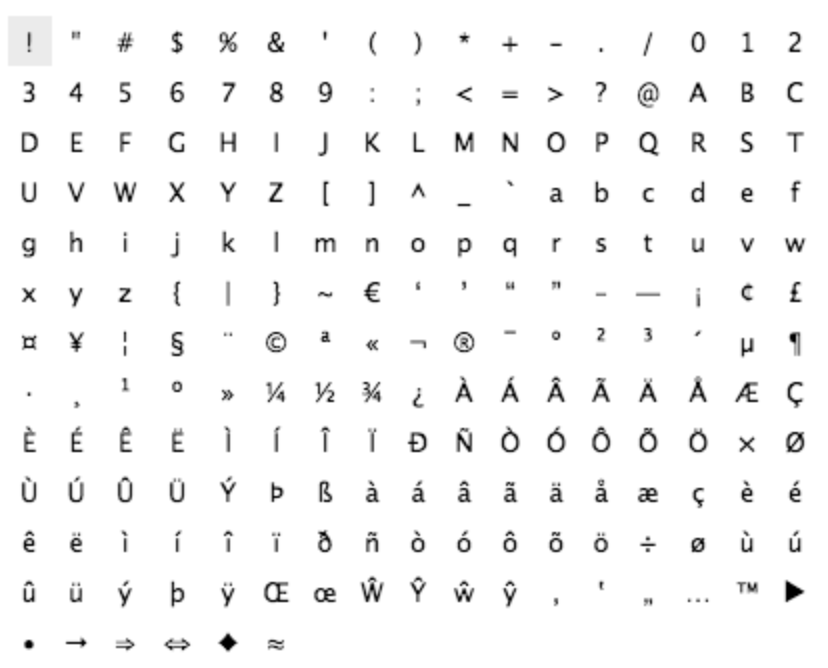 ! " # $ % & ' ( ) * + - . / 0 1 2
3 4 5 6 7 8 9 : ; < = > ? @ A B C
D E F G H I J K L M N O P Q R S T
U V W X Y Z [ ] ^ _ ` a b c d e f
g h i j k l m n o p q r s t u v w
x y z { | } ~ € ‘ ’ “ ” – — ¡ ¢ £
¤ ¥ ¦ § ¨ © ª « ¬ ® ¯ ° ² ³ ´ µ ¶
· ¸ ¹ º » ¼ ½ ¾ ¿ À Á Â Ã Ä Å Æ Ç
È É Ê Ë Ì Í Î Ï Ð Ñ Ò Ó Ô Õ Ö × Ø
Ù Ú Û Ü Ý Þ ß à á â ã ä å æ ç è é
ê ë ì í î ï ð ñ ò ó ô õ ö ÷ ø ù ú
û ü ý þ ÿ Œ œ Ŵ Ŷ ŵ ŷ ‚ ‛ „ … ™ ►
• → ⇒ ⇔ ◆ ≈